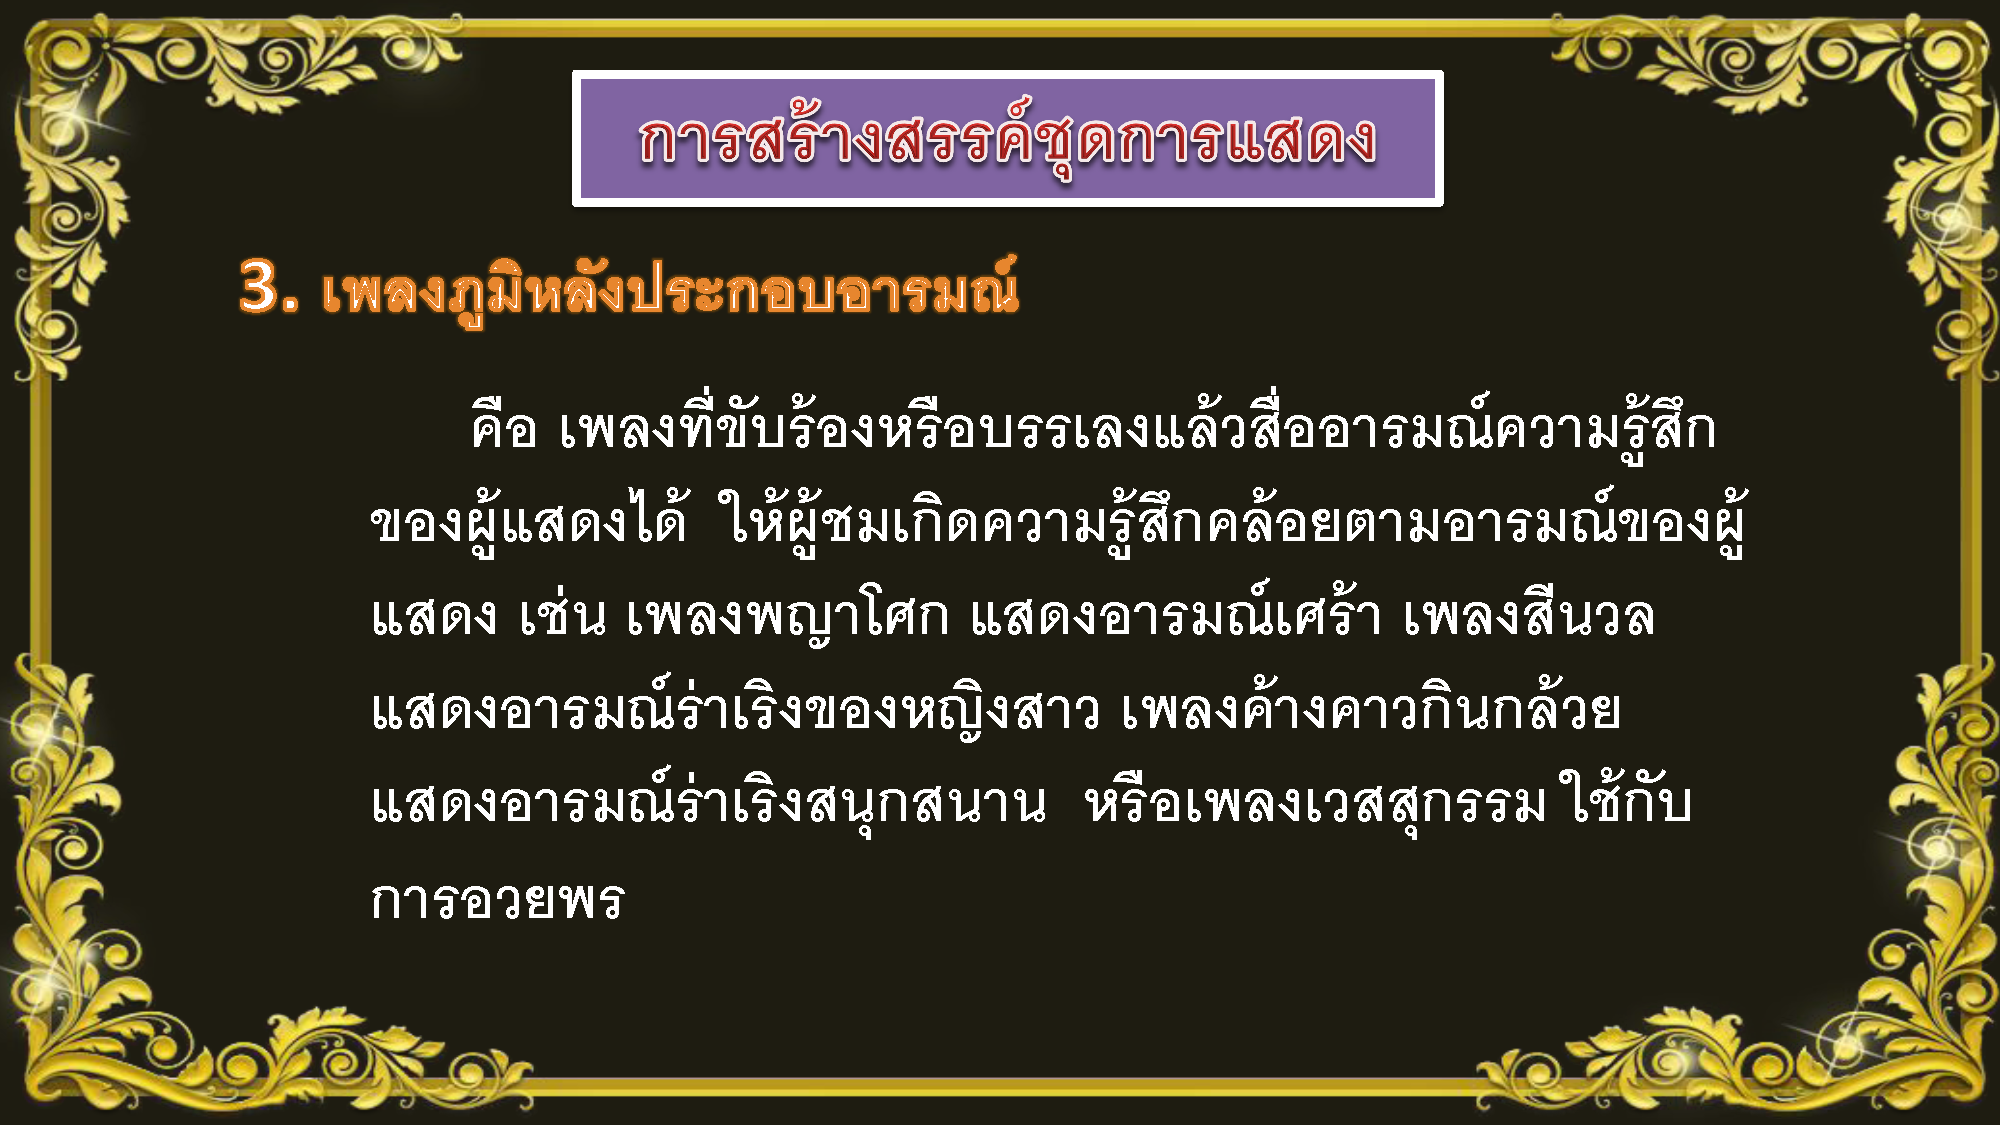 การสร้างสรรค์ชุดการแสดง
3. เพลงภูมิหลังประกอบอารมณ์
คือ เพลงที่ขับร้องหรือบรรเลงแล้วสื่ออารมณ์ความรู้สึก
ของผู้แสดงได้ ให้ผู้ชมเกิดความรู้สึกคล้อยตามอารมณ์ของผู้
แสดง เช่น เพลงพญาโศก แสดงอารมณ์เศร้า เพลงสีนวล
แสดงอารมณ์ร่าเริงของหญิงสาว เพลงค้างคาวกินกล้วย
แสดงอารมณ์ร่าเริงสนุกสนาน หรือเพลงเวสสุกรรม ใช้กับ
การอวยพร